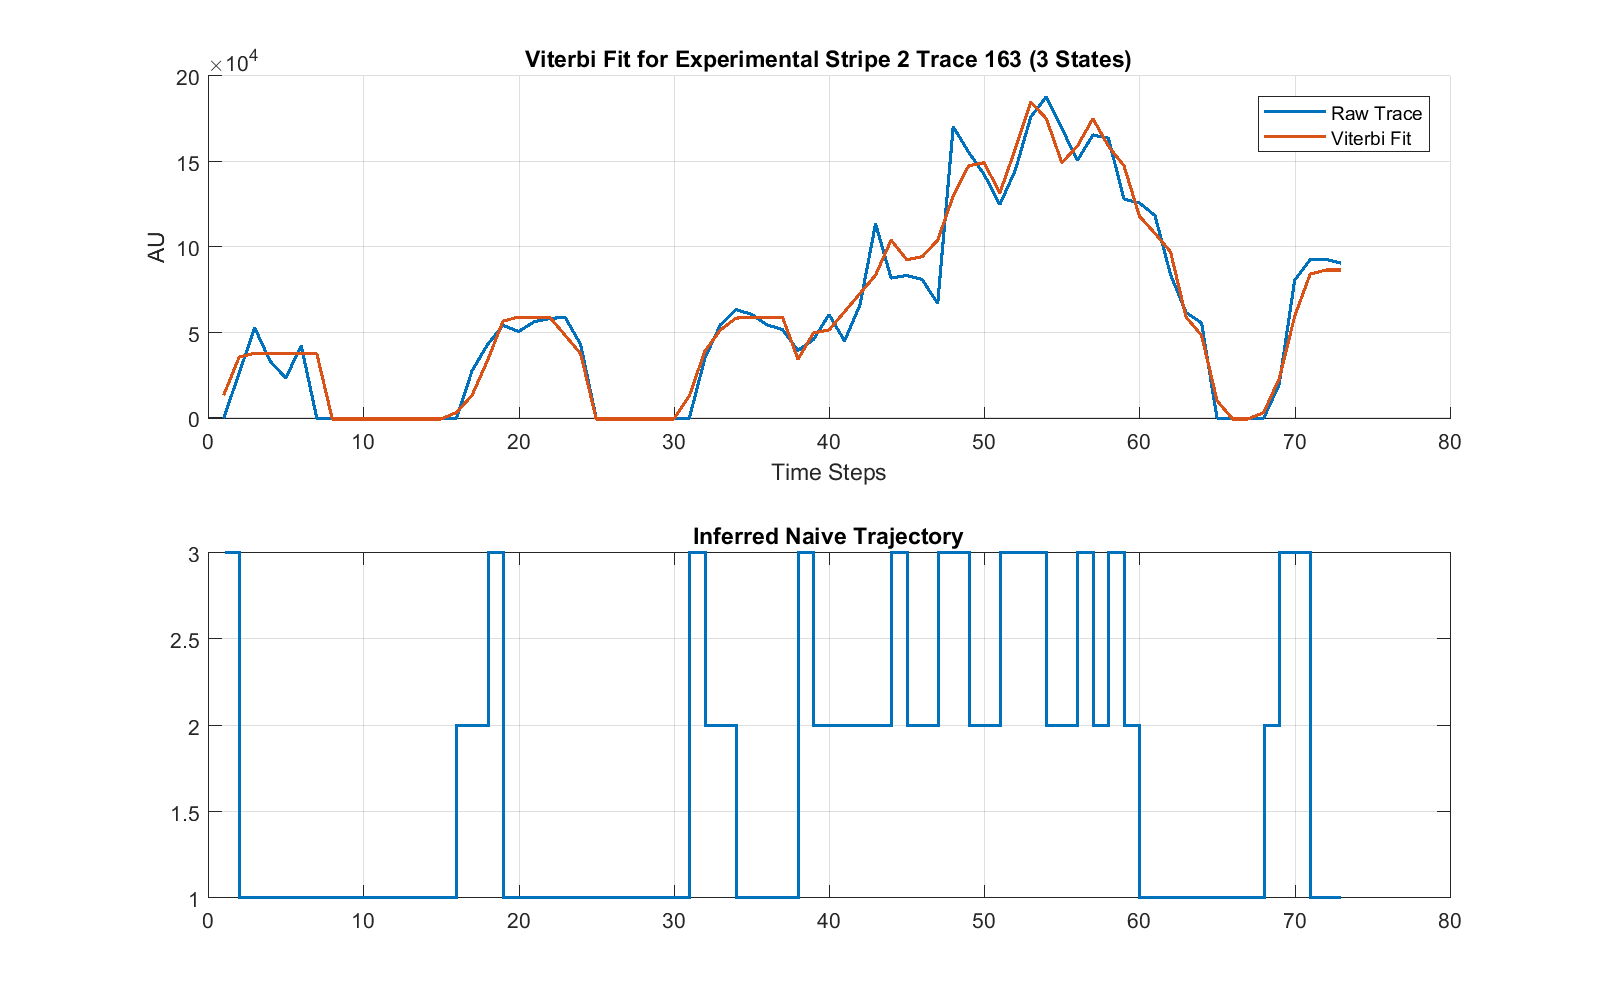 Viterbi Fit for Experimental Stripe 2 Trace 163 (3 States)
×10⁴
20
15
10
5
0
AU
Raw Trace
Viterbi Fit
0 10 20 30 40 50 60 70 80
Time Steps
Inferred Naive Trajectory
3
2.5
2
1.5
1
0 10 20 30 40 50 60 70 80